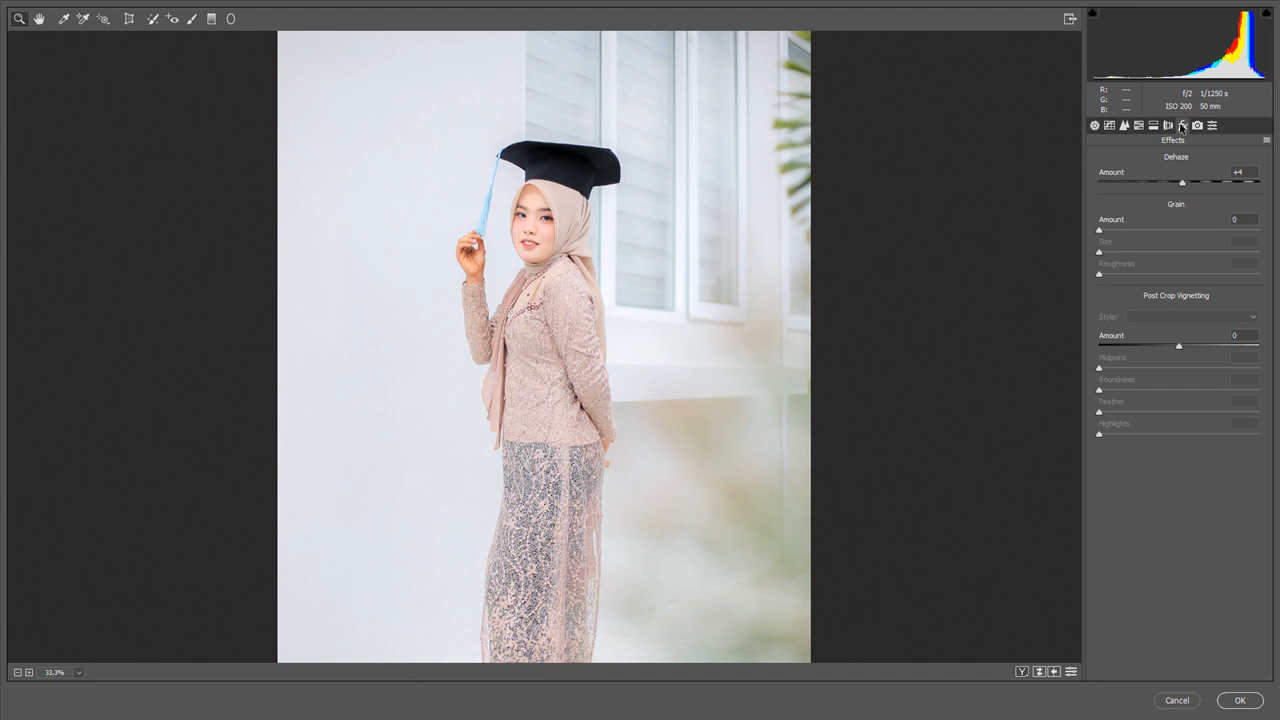 R: ---
G: ---
B: ---
f/2 1/1250 s
ISO 200 50 mm
Effects
Dehaze
Amount +4
Grain
Amount 0
Size
Roughness
Post Crop Vignetting
Style:
Amount 0
Midpoint
Roundness
Feather
Highlights
33,3%
Y
Cancel
OK